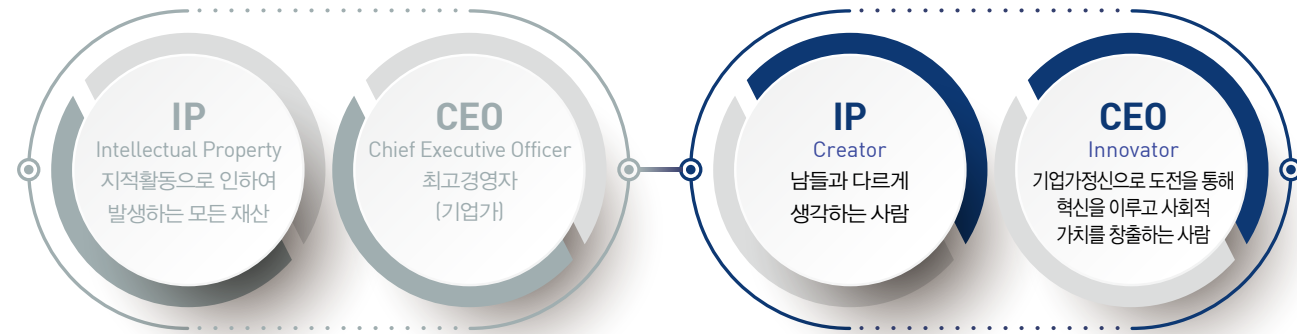 IP
Intellectual Property
지적활동으로 인하여
발생하는 모든 재산
CEO
Chief Executive Officer
최고경영자
(기업가)
IP
Creator
남들과 다르게
생각하는 사람
CEO
Innovator
기업가정신으로 도전을 통해
혁신을 이루고 사회적
가치를 창출하는 사람